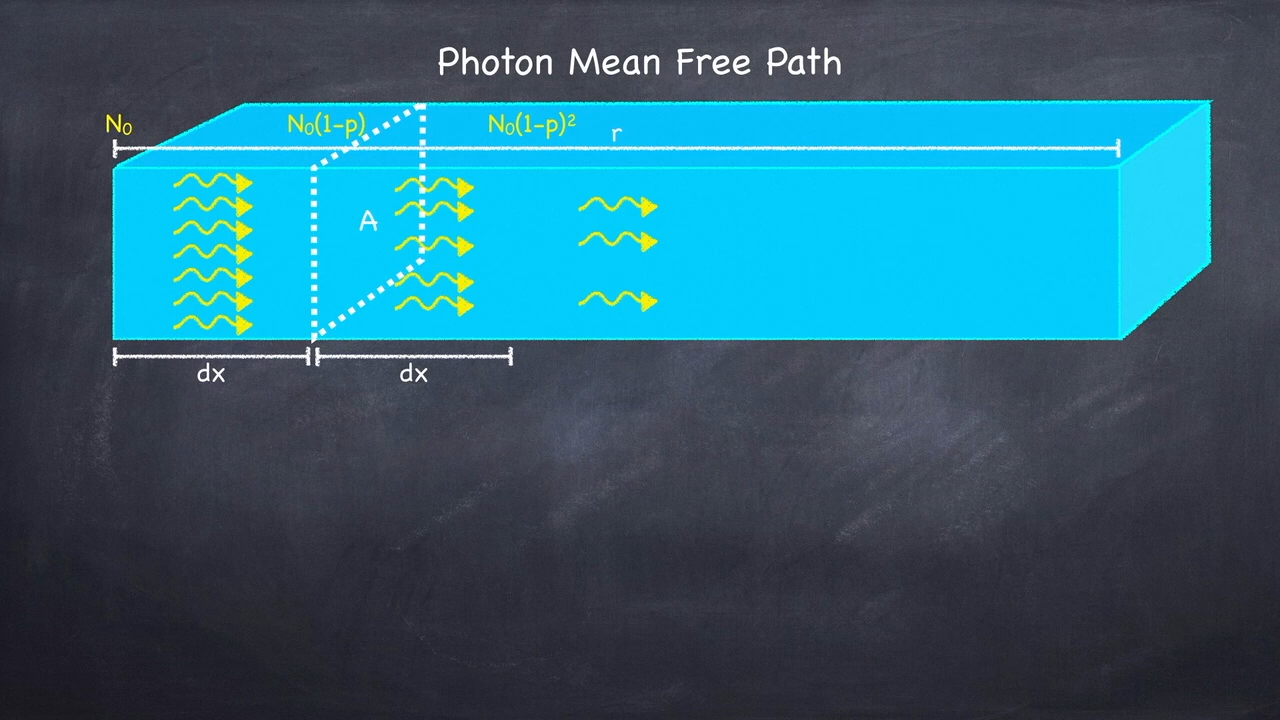 Photon Mean Free Path
N₀
N₀(1-p)
N₀(1-p)²
r
A
dx
dx